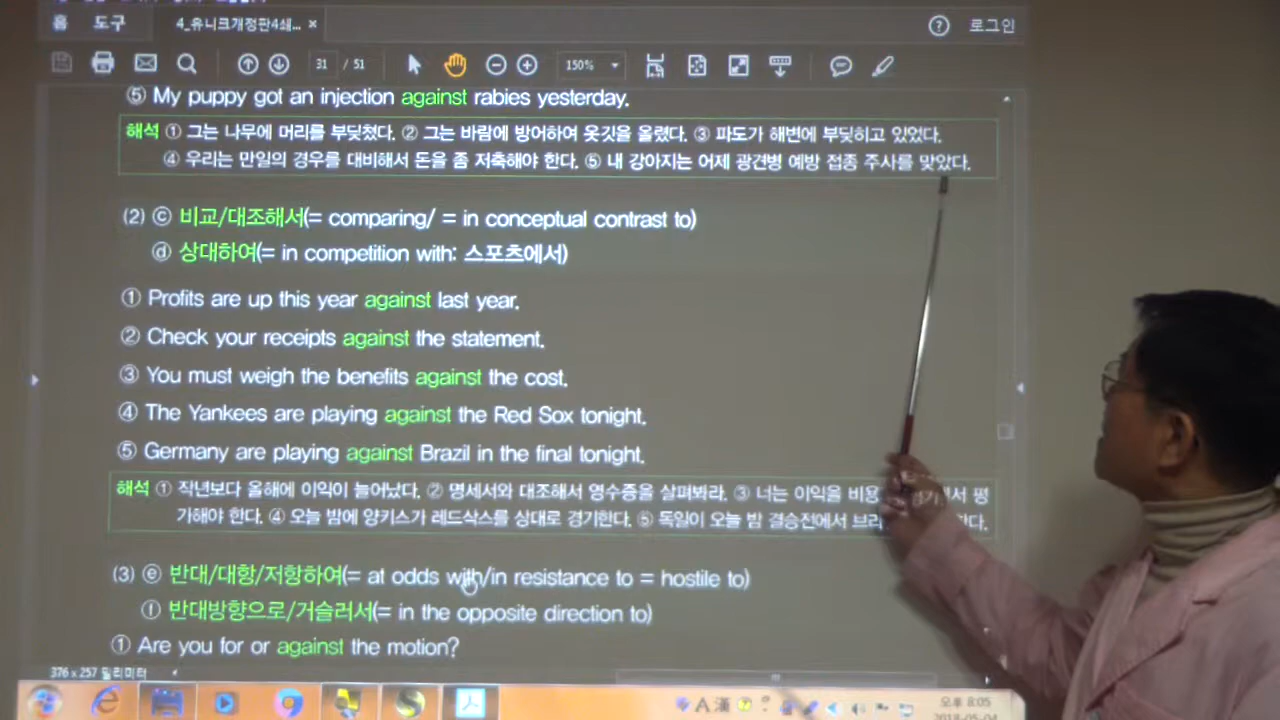 홈 도구 4_유니크개정판4쇄... × ? 로그인
31 / 51 150%
⑤ My puppy got an injection against rabies yesterday.
해석 ① 그는 나무에 머리를 부딪쳤다. ② 그는 바람에 방어하여 옷깃을 올렸다. ③ 파도가 해변에 부딪히고 있었다.
④ 우리는 만일의 경우를 대비해서 돈을 좀 저축해야 한다. ⑤ 내 강아지는 어제 광견병 예방 접종 주사를 맞았다.
(2) ⓒ 비교/대조해서(= comparing/ = in conceptual contrast to)
ⓓ 상대하여(= in competition with: 스포츠에서)
① Profits are up this year against last year.
② Check your receipts against the statement.
③ You must weigh the benefits against the cost.
④ The Yankees are playing against the Red Sox tonight.
⑤ Germany are playing against Brazil in the final tonight.
해석 ① 작년보다 올해에 이익이 늘어났다. ② 명세서와 대조해서 영수증을 살펴봐라. ③ 너는 이익을 비용 평
가해야 한다. ④ 오늘 밤에 양키스가 레드삭스를 상대로 경기한다. ⑤ 독일이 오늘 밤 결승전에서 브라 다.
(3) ⓔ 반대/대항/저항하여(= at odds with/in resistance to = hostile to)
ⓕ 반대방향으로/거슬러서(= in the opposite direction to)
① Are you for or against the motion?
376 x 257 밀리미터
A 漢 오후 8:05
2018-05-04